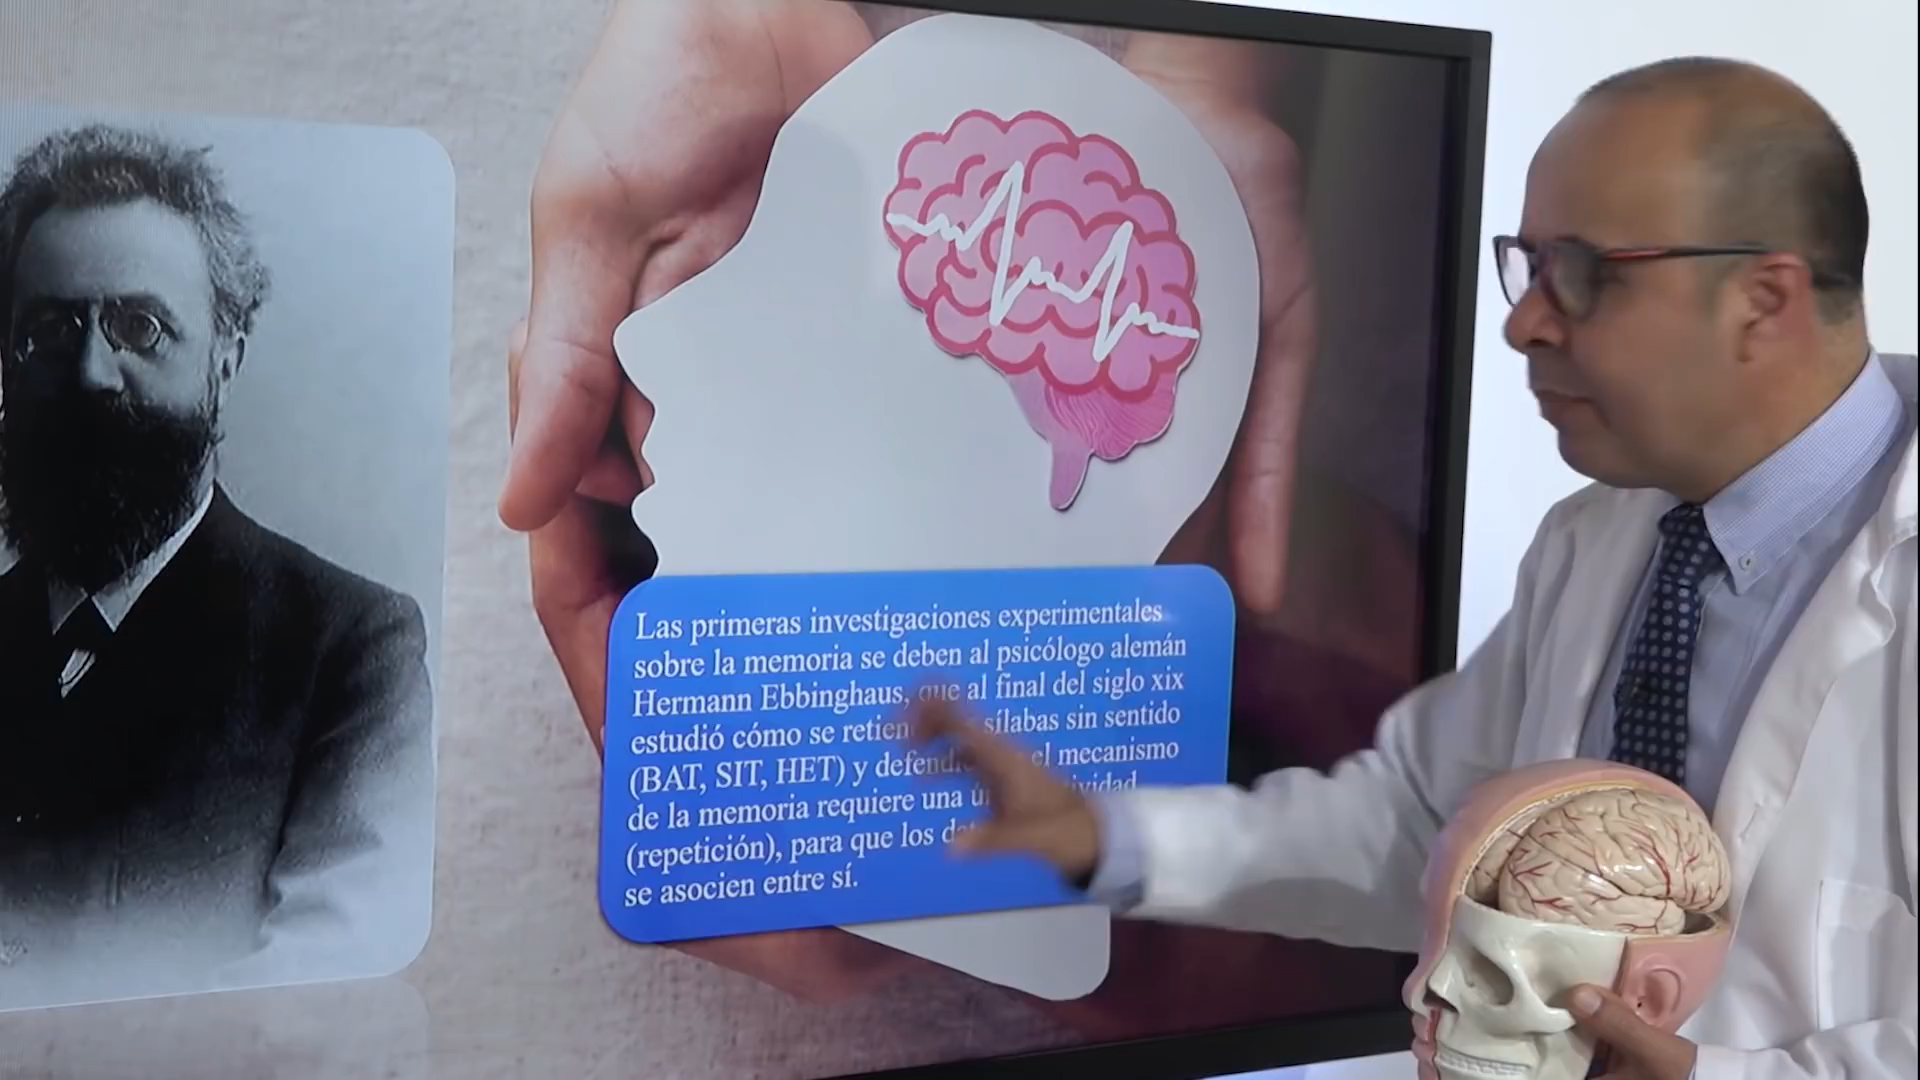 Las primeras investigaciones experimentales
sobre la memoria se deben al psicólogo alemán
Hermann Ebbinghaus, que al final del siglo xix
estudió cómo se sílabas sin sentido
(BAT, SIT, HET) y el mecanismo
de la memoria requiere una
(repetición), para que los
se asocien entre sí.